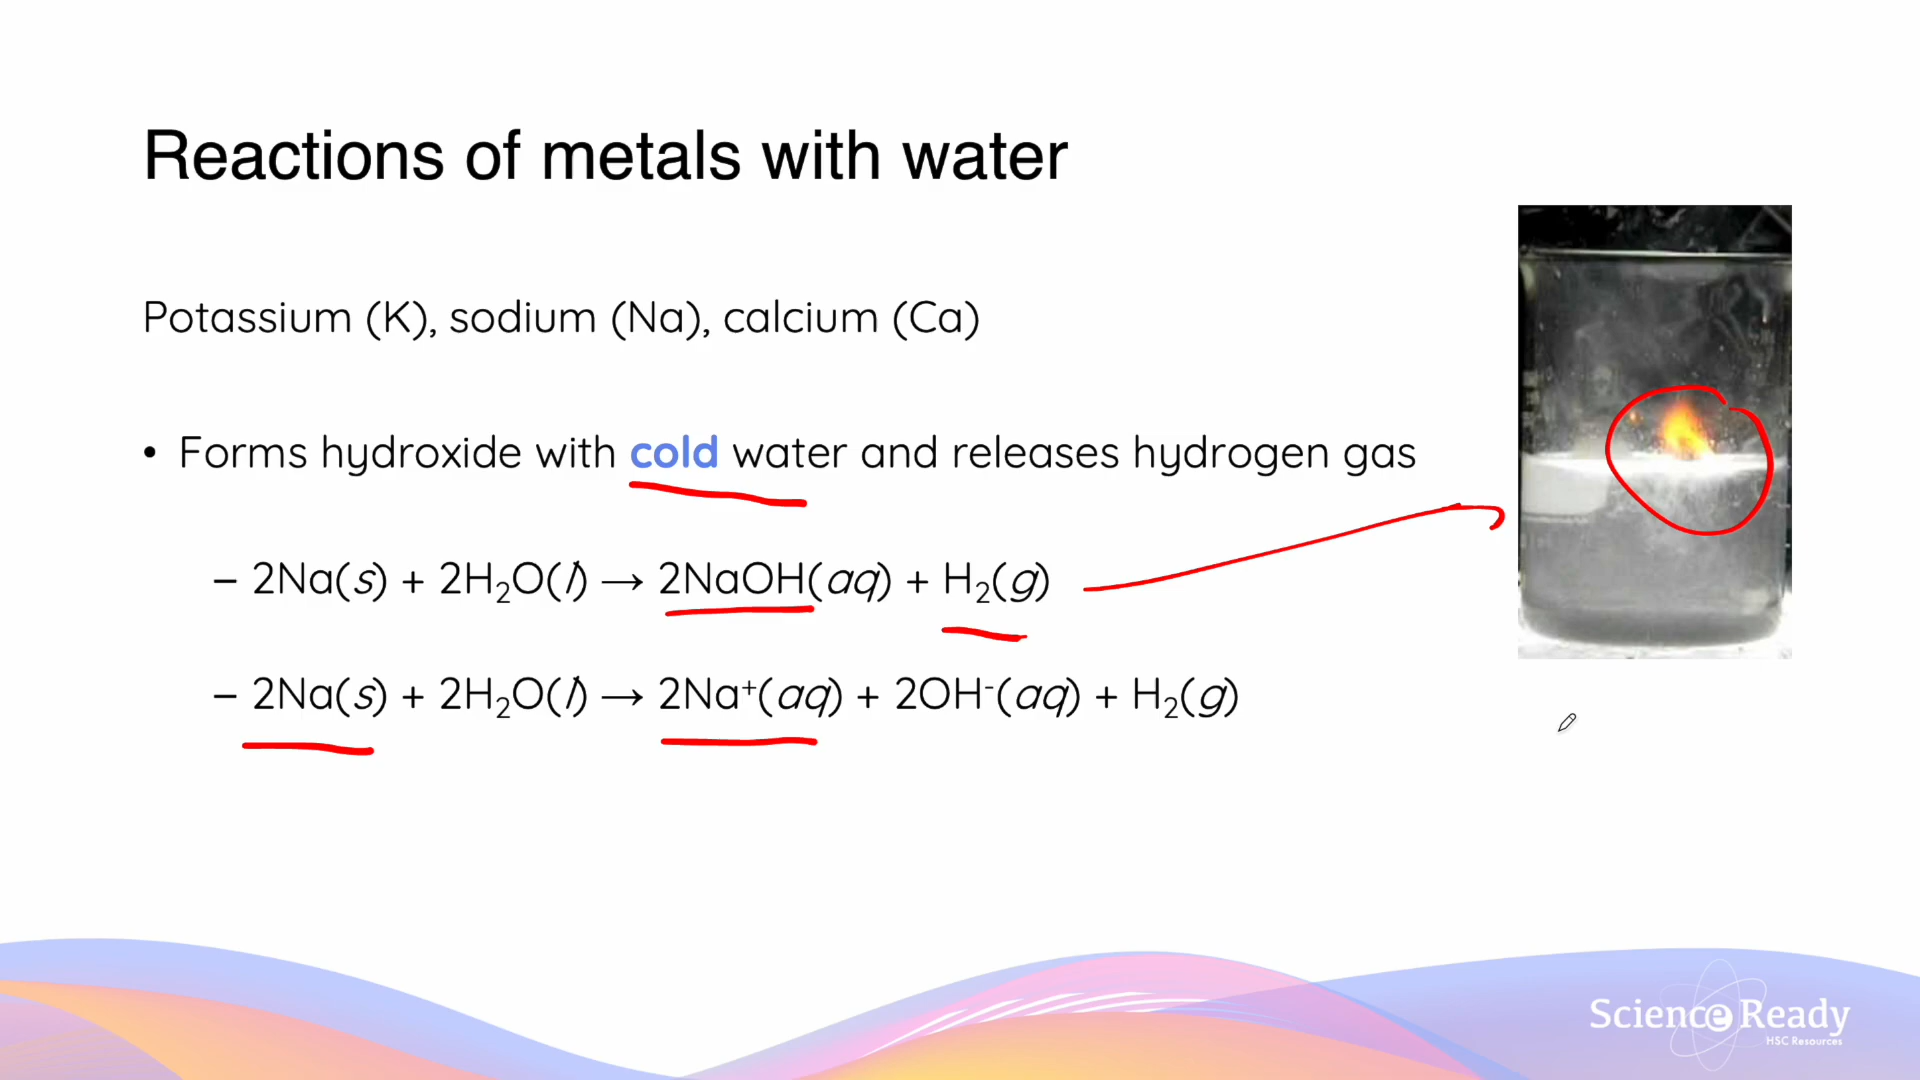 Reactions of metals with water
Potassium (K), sodium (Na), calcium (Ca)
• Forms hydroxide with cold water and releases hydrogen gas
– 2Na(s) + 2H₂O(l) → 2NaOH(aq) + H₂(g)
– 2Na(s) + 2H₂O(l) → 2Na⁺(aq) + 2OH⁻(aq) + H₂(g)
Science Ready
HSC Resources